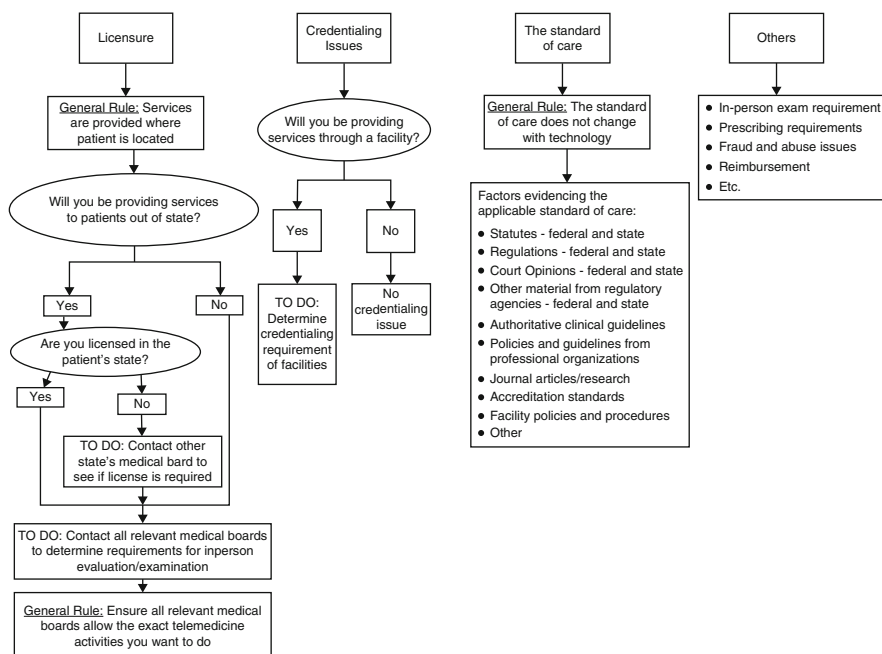 Licensure
General Rule: Services
are provided where
patient is located
Will you be providing services
to patients out of state?
Yes
No
Are you licensed in the
patient's state?
Yes
No
TO DO: Contact other
state's medical bard to
see if license is required
TO DO: Contact all relevant medical boards
to determine requirements for inperson
evaluation/examination
General Rule: Ensure all relevant medical
boards allow the exact telemedicine
activities you want to do
Credentialing
Issues
Will you be providing
services through a facility?
Yes
No
TO DO:
Determine
credentialing
requirement
of facilities
No
credentialing
issue
The standard
of care
General Rule: The standard
of care does not change
with technology
Factors evidencing the
applicable standard of care:
• Statutes - federal and state
• Regulations - federal and state
• Court Opinions - federal and state
• Other material from regulatory
agencies - federal and state
• Authoritative clinical guidelines
• Policies and guidelines from
professional organizations
• Journal articles/research
• Accreditation standards
• Facility policies and procedures
• Other
Others
• In-person exam requirement
• Prescribing requirements
• Fraud and abuse issues
• Reimbursement
• Etc.